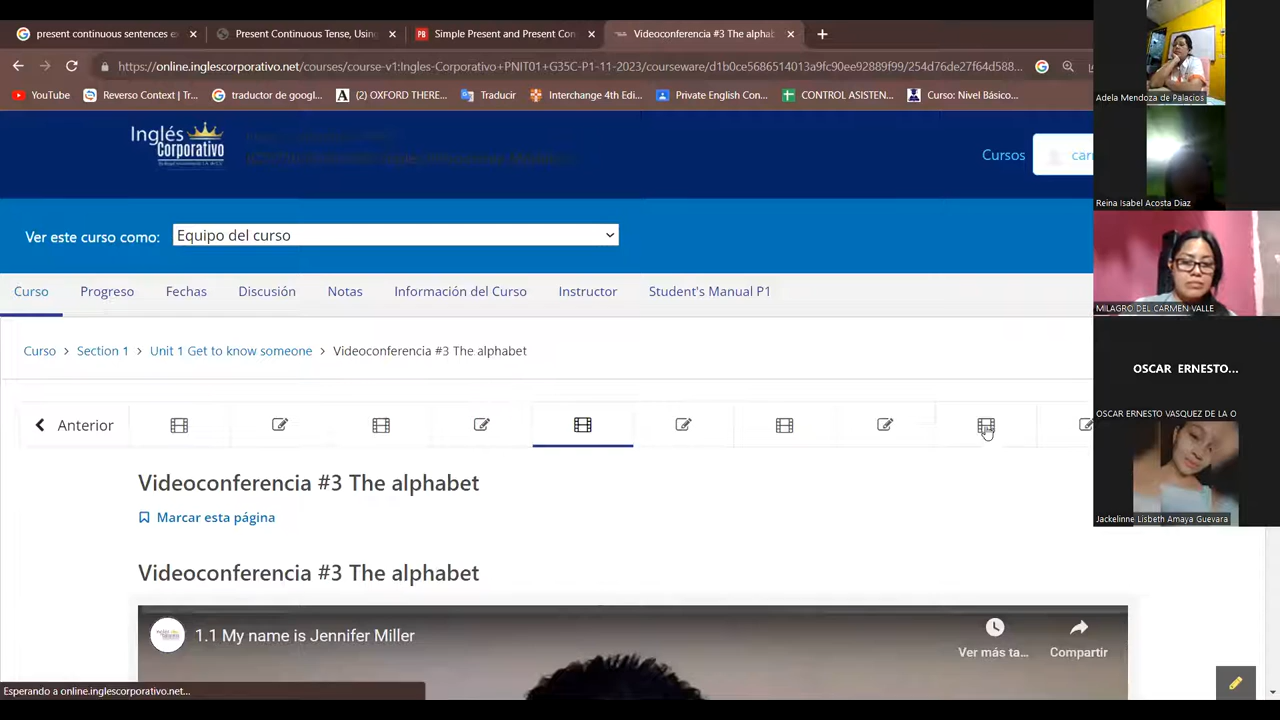 present continuous sentences e
Present Continuous Tense, Usin
Simple Present and Present Con
Videoconferencia #3 The alphab
https://online.inglescorporativo.net/courses/course-v1:Ingles-Corporativo+PNIT01+G35C-P1-11-2023/courseware/d1b0ce5686514013a9fc90ee92889f99/254d76de27f64d588...
YouTube
Reverso Context | Tr...
traductor de googl...
(2) OXFORD THERE...
Traducir
Interchange 4th Edi...
Private English Con...
CONTROL ASISTEN...
Curso: Nivel Básico...
Inglés
Corporativo
Cursos
car
Ver este curso como:
Equipo del curso
Curso
Progreso
Fechas
Discusión
Notas
Información del Curso
Instructor
Student's Manual P1
Curso > Section 1 > Unit 1 Get to know someone > Videoconferencia #3 The alphabet
Anterior
Videoconferencia #3 The alphabet
Marcar esta página
Videoconferencia #3 The alphabet
1.1 My name is Jennifer Miller
Ver más ta...
Compartir
Esperando a online.inglescorporativo.net...
Adela Mendoza de Palacios
Reina Isabel Acosta Diaz
MILAGRO DEL CARMEN VALLE
OSCAR ERNESTO...
OSCAR ERNESTO VASQUEZ DE LA O
Jackelinne Lisbeth Amaya Guevara